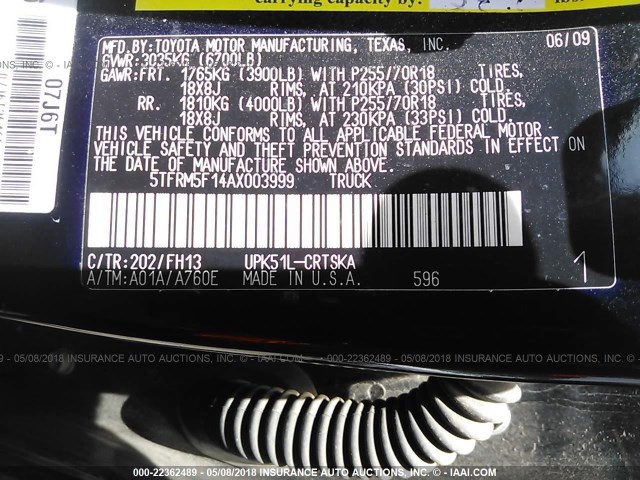 carrying capacity by:
07J6T
MFD.BY:TOYOTA MOTOR MANUFACTURING, TEXAS, INC. 06/09
GVWR:3035KG (6700LB)
GAWR:FRT. 1765KG (3900LB) WITH P255/70R18 TIRES,
18X8J RIMS, AT 210KPA (30PSI) COLD.
RR. 1810KG (4000LB) WITH P255/70R18 TIRES,
18X8J RIMS, AT 230KPA (33PSI) COLD.
THIS VEHICLE CONFORMS TO ALL APPLICABLE FEDERAL MOTOR
VEHICLE SAFETY AND THEFT PREVENTION STANDARDS IN EFFECT ON
THE DATE OF MANUFACTURE SHOWN ABOVE.
5TFRM5F14AX003999 TRUCK
C/TR:202/FH13 UPK51L-CRTSKA
A/TM:A01A/A760E MADE IN U.S.A. 596 1
000-22362489 - 05/08/2018 INSURANCE AUTO AUCTIONS, INC. - © IAAI.COM